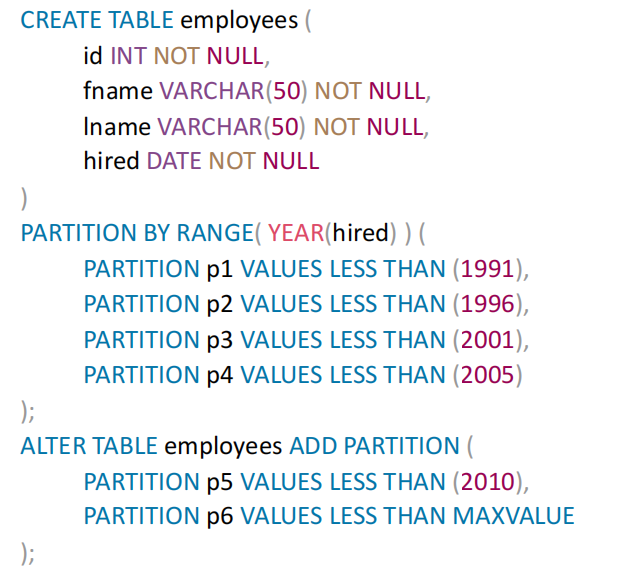 CREATE TABLE employees (
id INT NOT NULL,
fname VARCHAR(50) NOT NULL,
lname VARCHAR(50) NOT NULL,
hired DATE NOT NULL
)
PARTITION BY RANGE( YEAR(hired) ) (
PARTITION p1 VALUES LESS THAN (1991),
PARTITION p2 VALUES LESS THAN (1996),
PARTITION p3 VALUES LESS THAN (2001),
PARTITION p4 VALUES LESS THAN (2005)
);
ALTER TABLE employees ADD PARTITION (
PARTITION p5 VALUES LESS THAN (2010),
PARTITION p6 VALUES LESS THAN MAXVALUE
);